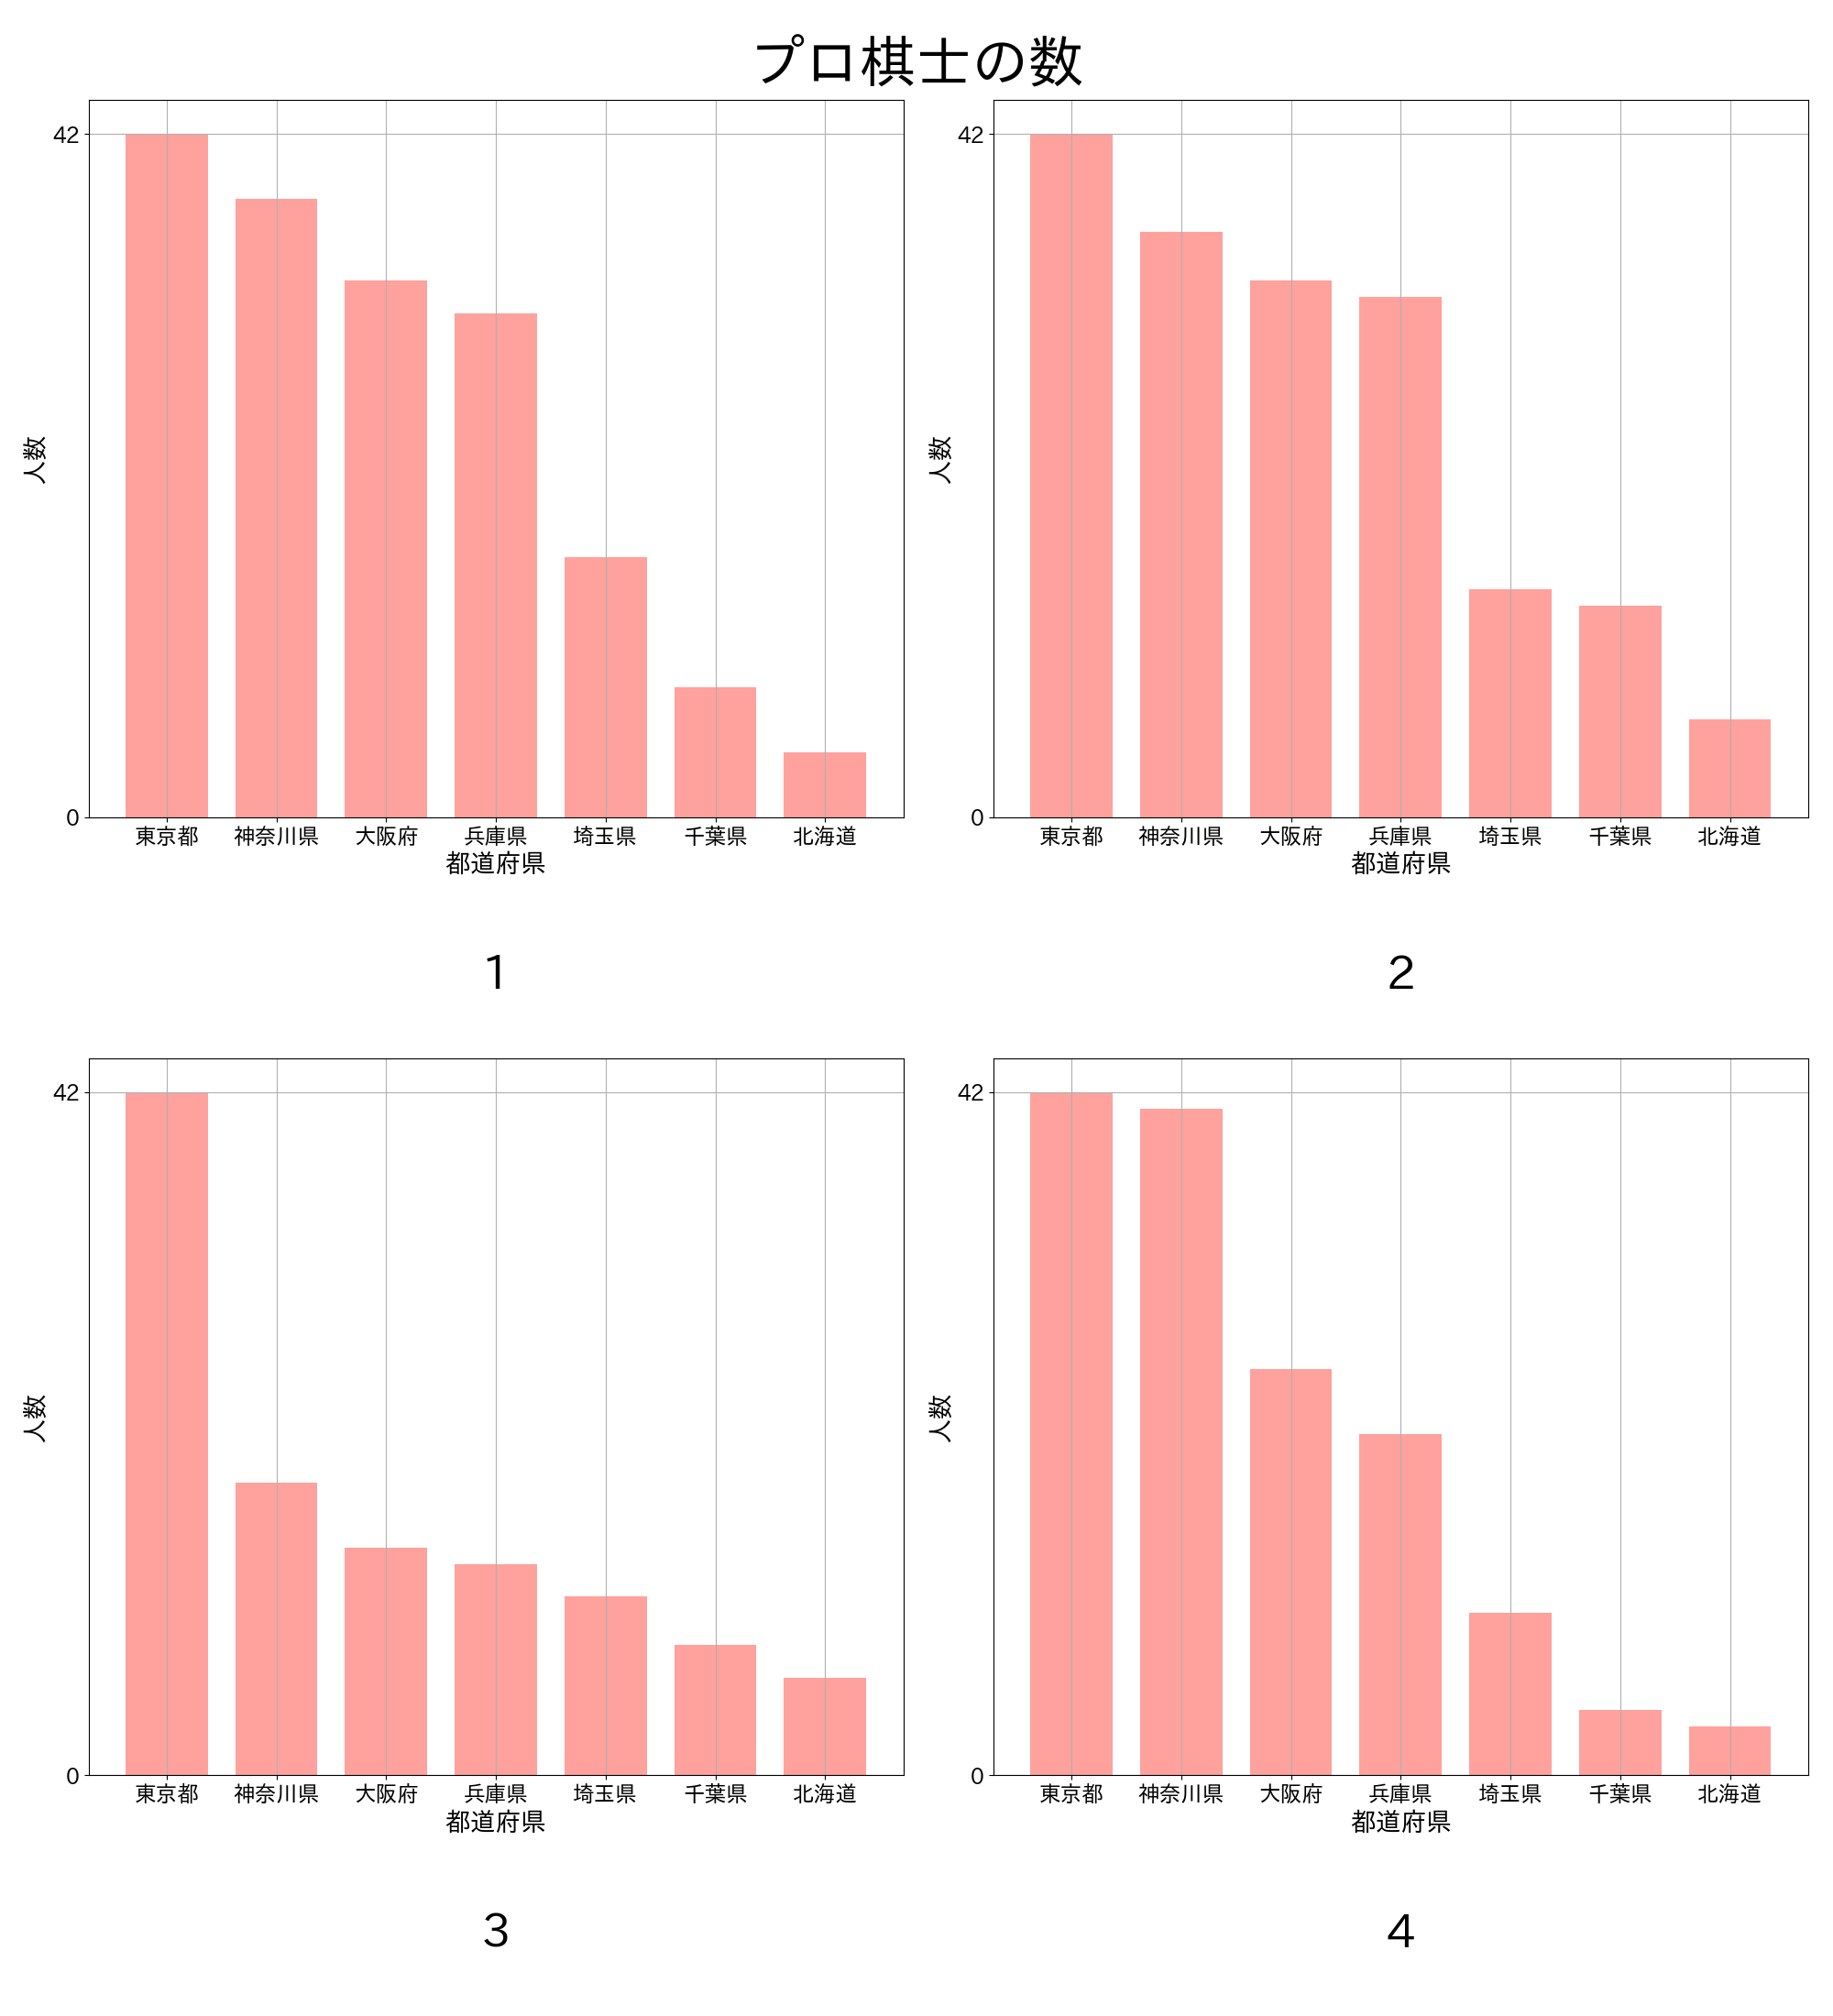 プロ棋士の数
42
0
人数
東京都 神奈川県 大阪府 兵庫県 埼玉県 千葉県 北海道
都道府県
1
42
0
人数
東京都 神奈川県 大阪府 兵庫県 埼玉県 千葉県 北海道
都道府県
2
42
0
人数
東京都 神奈川県 大阪府 兵庫県 埼玉県 千葉県 北海道
都道府県
3
42
0
人数
東京都 神奈川県 大阪府 兵庫県 埼玉県 千葉県 北海道
都道府県
4